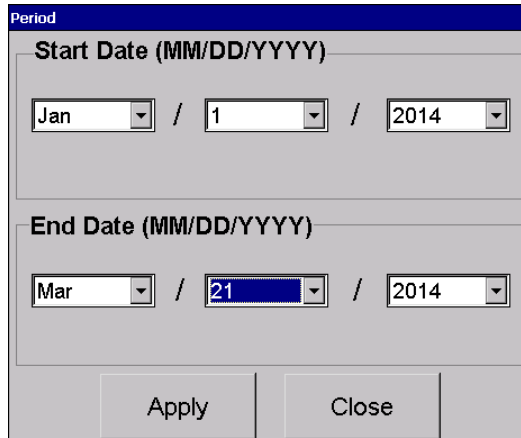 Period
Start Date (MM/DD/YYYY)
Jan / 1 / 2014
End Date (MM/DD/YYYY)
Mar / 21 / 2014
Apply Close